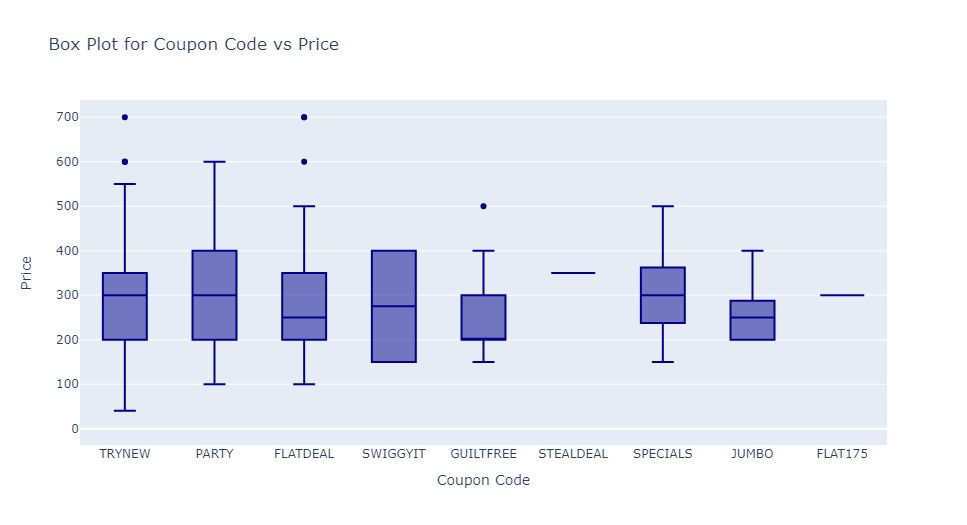 Box Plot for Coupon Code vs Price
700
600
500
400
300
200
100
0
Price
TRYNEW PARTY FLATDEAL SWIGGYIT GUILTFREE STEALDEAL SPECIALS JUMBO FLAT175
Coupon Code